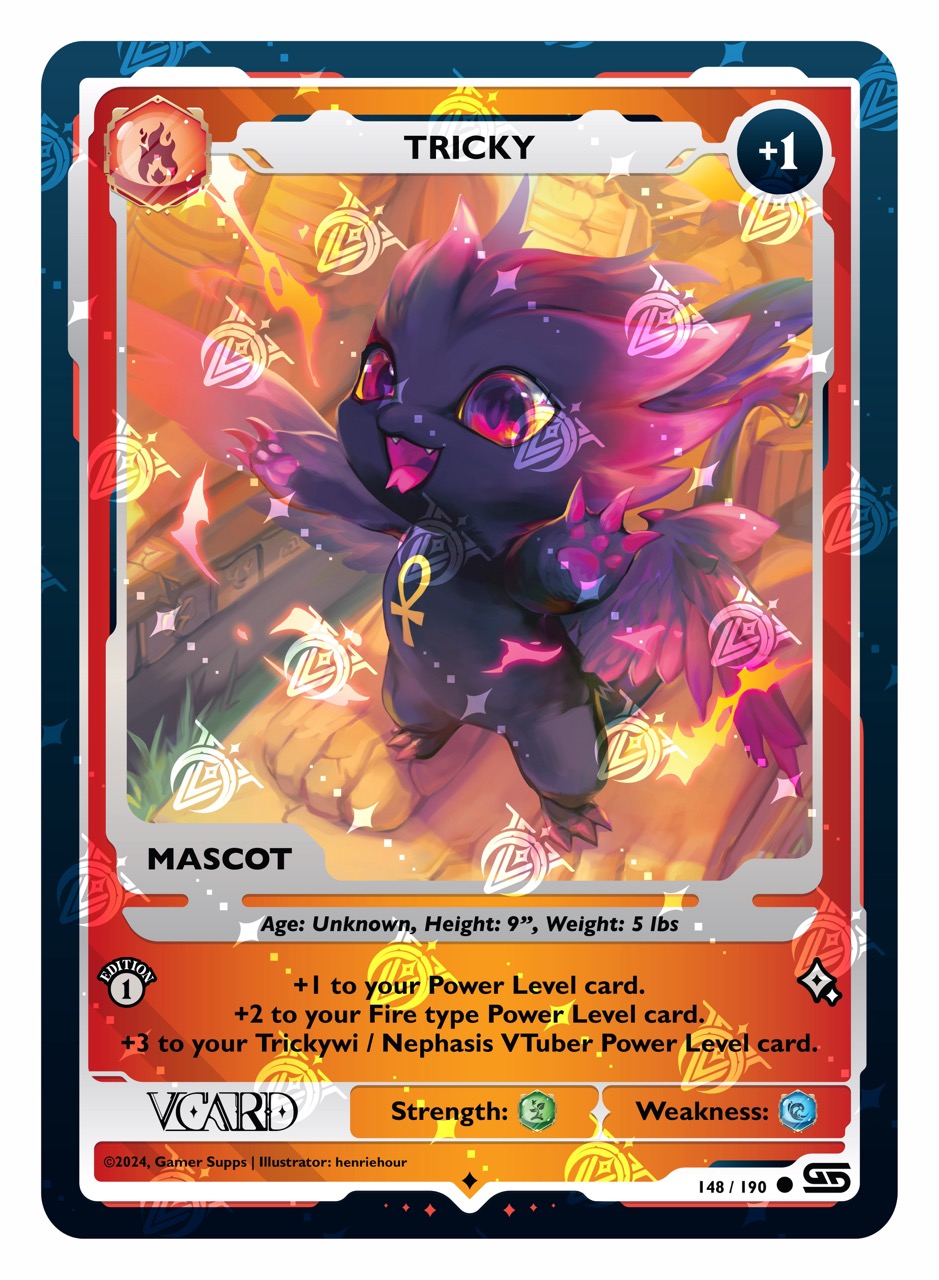 TRICKY
+1
MASCOT
Age: Unknown, Height: 9”, Weight: 5 lbs
EDITION
1
+1 to your Power Level card.
+2 to your Fire type Power Level card.
+3 to your Trickywi / Nephasis VTuber Power Level card.
VCARD
Strength:
Weakness:
©2024, Gamer Supps | Illustrator: henriehour
148 / 190
GG